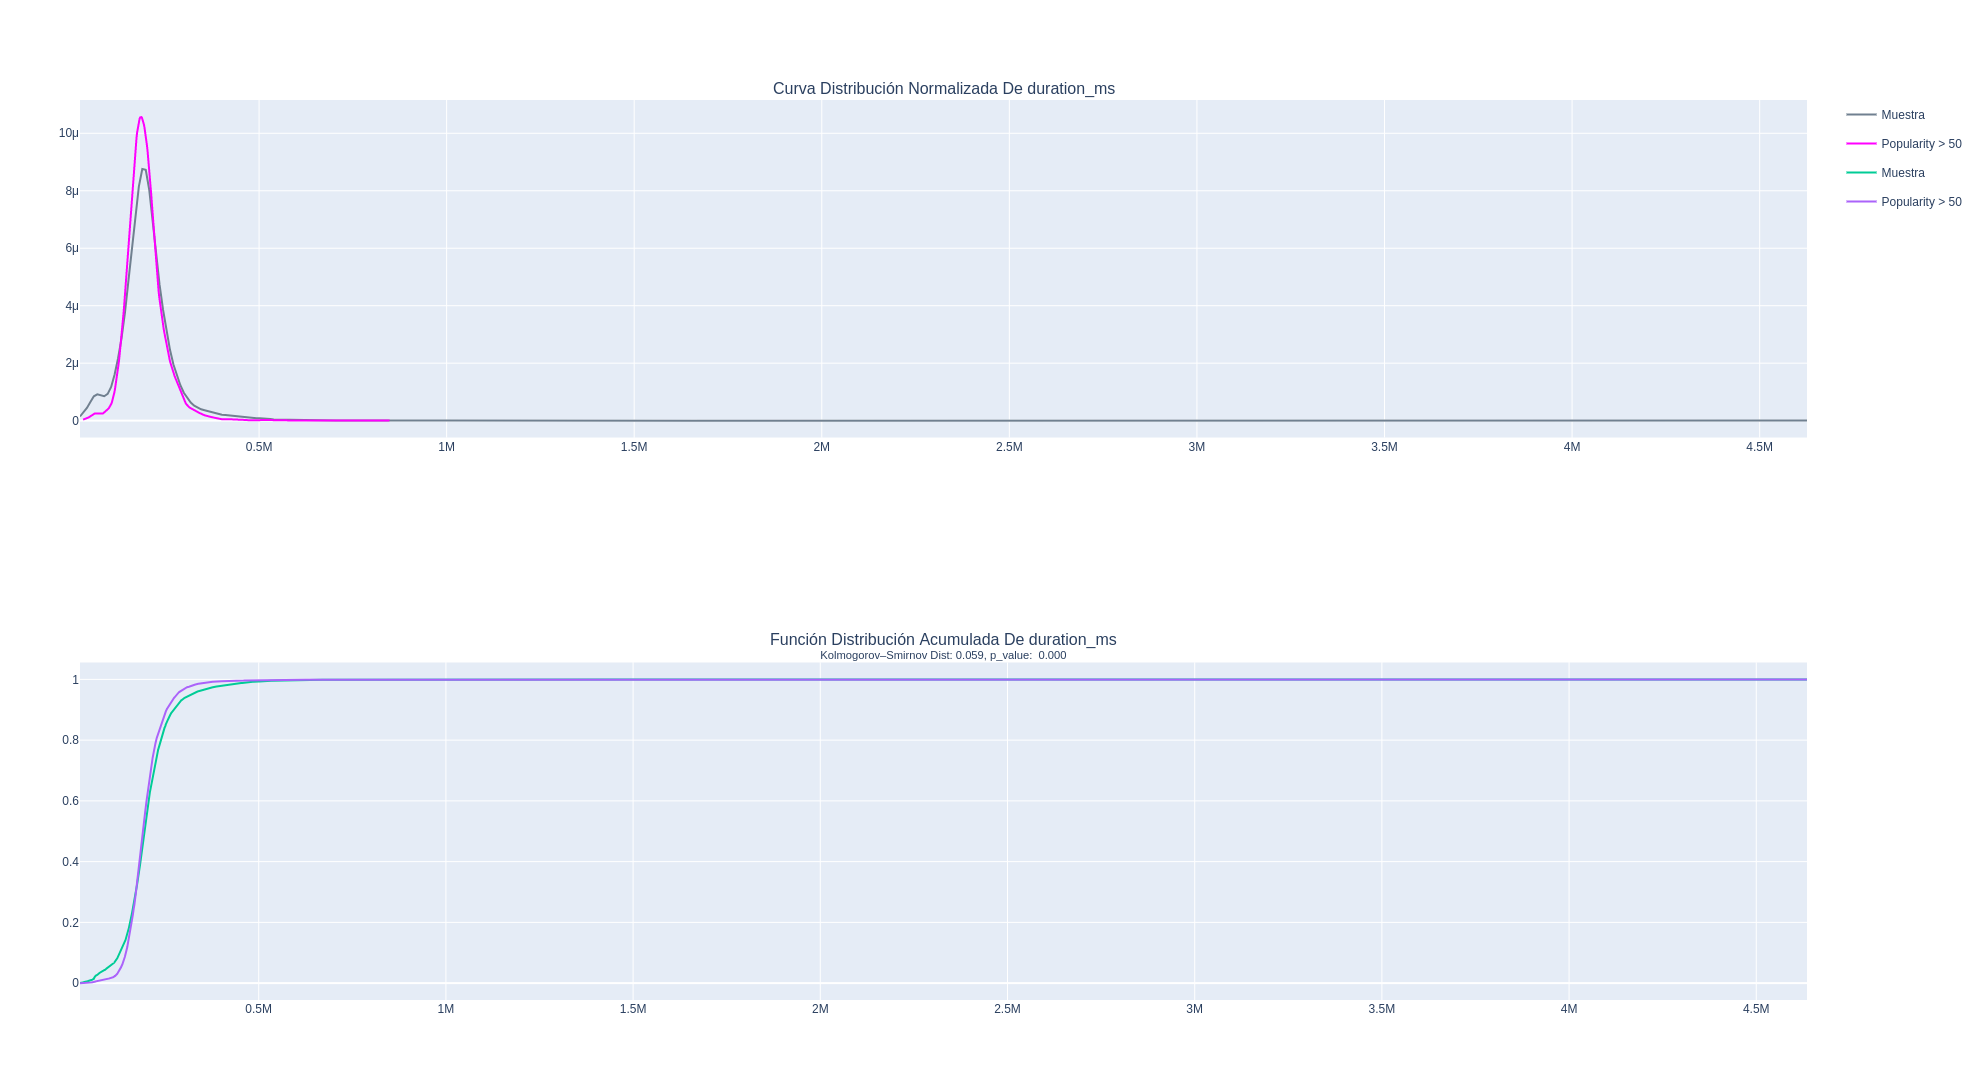 Curva Distribución Normalizada De duration_ms
10μ
8μ
6μ
4μ
2μ
0
0.5M 1M 1.5M 2M 2.5M 3M 3.5M 4M 4.5M
Muestra
Popularity > 50
Muestra
Popularity > 50
Función Distribución Acumulada De duration_ms
Kolmogorov–Smirnov Dist: 0.059, p_value: 0.000
1
0.8
0.6
0.4
0.2
0
0.5M 1M 1.5M 2M 2.5M 3M 3.5M 4M 4.5M